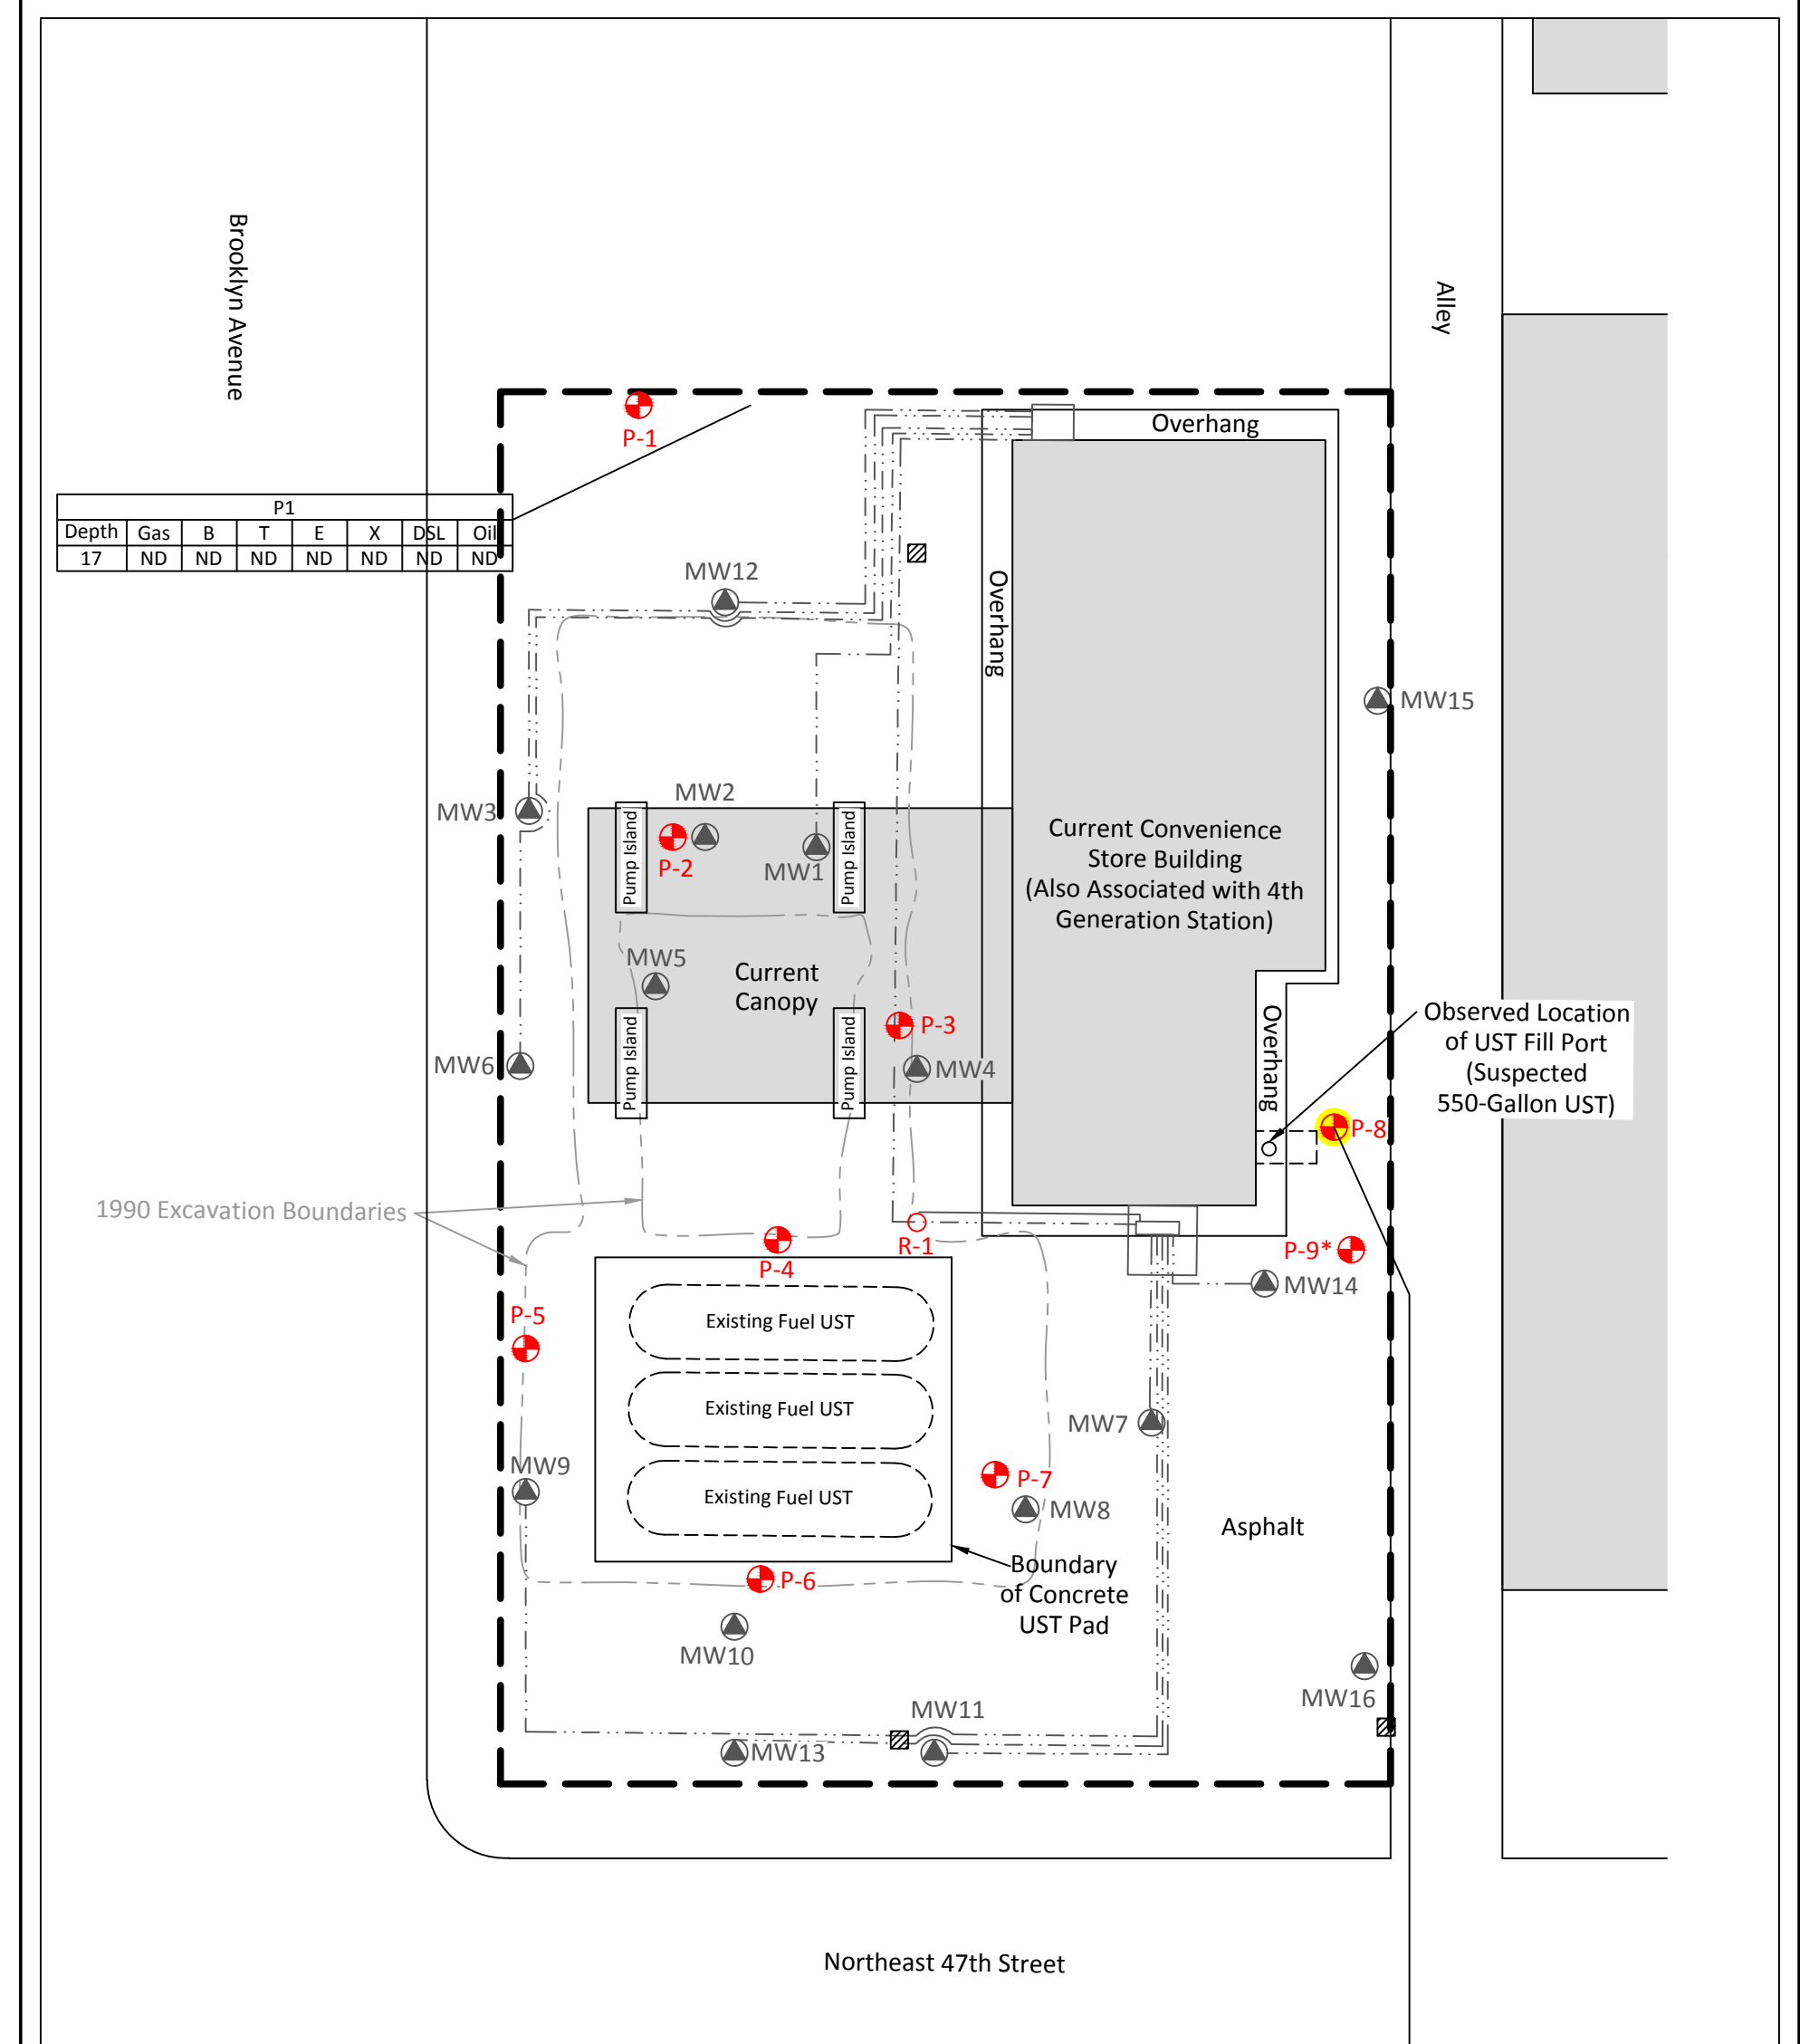 Brooklyn Avenue
Alley
P-1
Overhang
P1
Depth Gas B T E X DSL Oil
17 ND ND ND ND ND ND ND
MW12
Overhang
MW15
MW3
MW2
Pump Island
P-2
MW1
Pump Island
Current Convenience
Store Building
(Also Associated with 4th
Generation Station)
MW5
Current
Canopy
P-3
Pump Island
Pump Island
MW6
MW4
Overhang
Observed Location
of UST Fill Port
(Suspected
550-Gallon UST)
P-8
1990 Excavation Boundaries
R-1
P-4
P-9*
MW14
P-5
Existing Fuel UST
Existing Fuel UST
MW7
MW9
Existing Fuel UST
P-7
MW8
Asphalt
Boundary
of Concrete
UST Pad
P-6
MW10
MW16
MW11
MW13
Northeast 47th Street